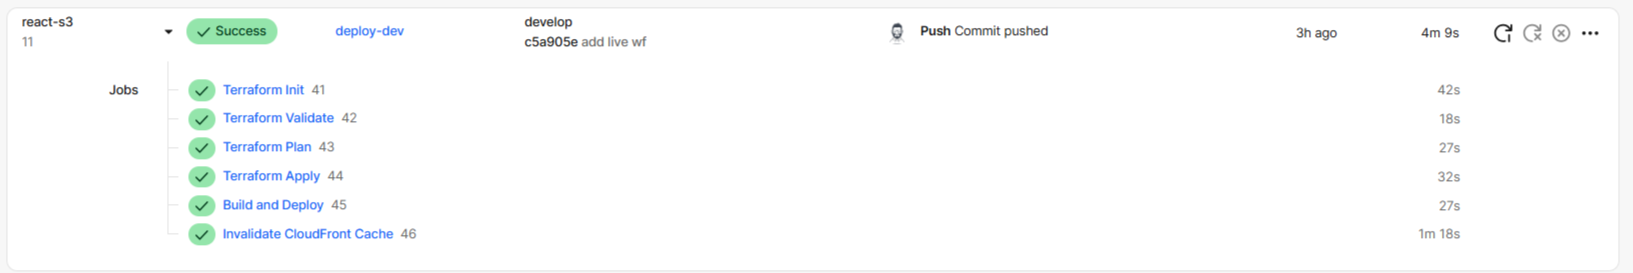 react-s3
11
Success
deploy-dev
develop
c5a905e add live wf
Push Commit pushed
3h ago
4m 9s
Jobs
Terraform Init 41
42s
Terraform Validate 42
18s
Terraform Plan 43
27s
Terraform Apply 44
32s
Build and Deploy 45
27s
Invalidate CloudFront Cache 46
1m 18s